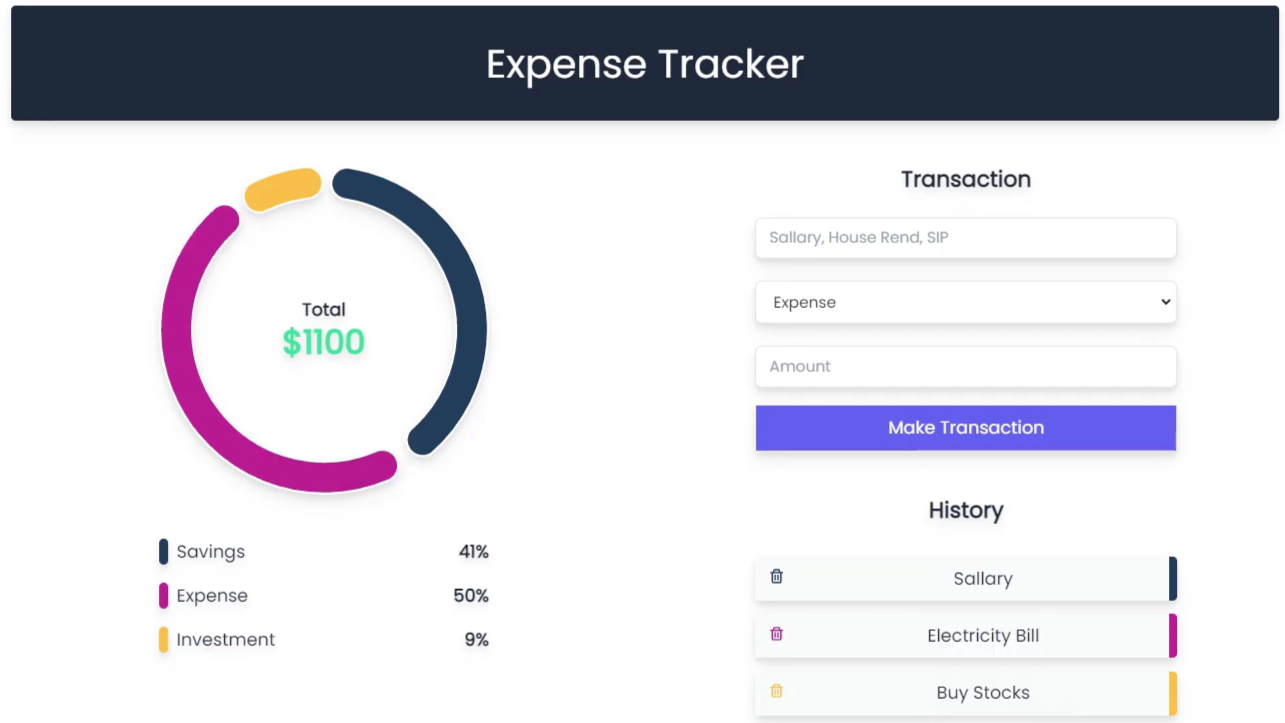 Expense Tracker
Total
$1100
Savings 41%
Expense 50%
Investment 9%
Transaction
Sallary, House Rend, SIP
Expense
Amount
Make Transaction
History
Sallary
Electricity Bill
Buy Stocks